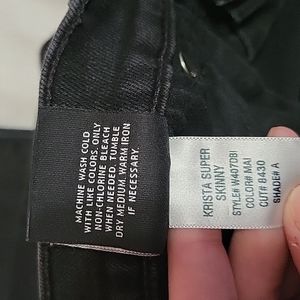 MACHINE WASH COLD
WITH LIKE COLORS. ONLY
NON-CHLORINE BLEACH
WHEN NEEDED. TUMBLE
DRY MEDIUM. WARM IRON
IF NECESSARY.
KRISTA SUPER
SKINNY
STYLE# W407D81
COLOR# MAI
CUT# 8430
SHADE# A